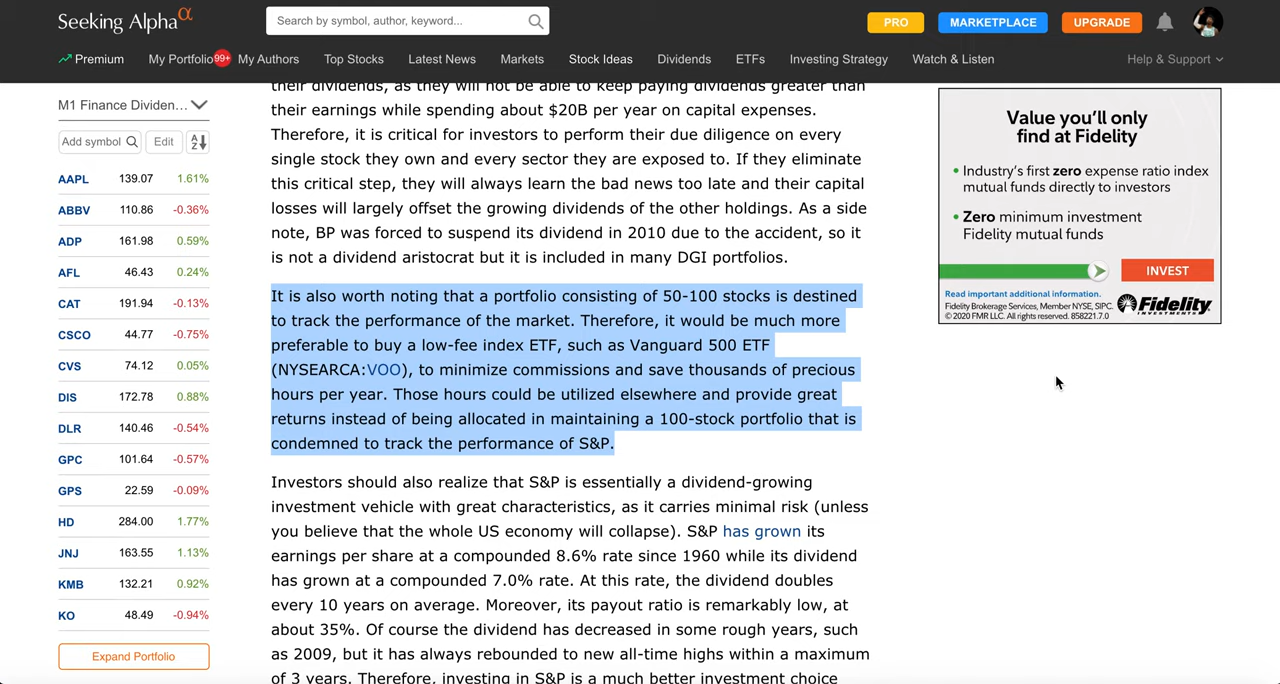 Seeking Alpha α
Search by symbol, author, keyword...
PRO
MARKETPLACE
UPGRADE
Premium
My Portfolio 99+
My Authors
Top Stocks
Latest News
Markets
Stock Ideas
Dividends
ETFs
Investing Strategy
Watch & Listen
Help & Support
M1 Finance Dividen...
Add symbol
Edit
A Z
AAPL 139.07 1.61%
ABBV 110.86 -0.36%
ADP 161.98 0.59%
AFL 46.43 0.24%
CAT 191.94 -0.13%
CSCO 44.77 -0.75%
CVS 74.12 0.05%
DIS 172.78 0.88%
DLR 140.46 -0.54%
GPC 101.64 -0.57%
GPS 22.59 -0.09%
HD 284.00 1.77%
JNJ 163.55 1.13%
KMB 132.21 0.92%
KO 48.49 -0.94%
Expand Portfolio
their dividends, as they will not be able to keep paying dividends greater than
their earnings while spending about $20B per year on capital expenses.
Therefore, it is critical for investors to perform their due diligence on every
single stock they own and every sector they are exposed to. If they eliminate
this critical step, they will always learn the bad news too late and their capital
losses will largely offset the growing dividends of the other holdings. As a side
note, BP was forced to suspend its dividend in 2010 due to the accident, so it
is not a dividend aristocrat but it is included in many DGI portfolios.
It is also worth noting that a portfolio consisting of 50-100 stocks is destined
to track the performance of the market. Therefore, it would be much more
preferable to buy a low-fee index ETF, such as Vanguard 500 ETF
(NYSEARCA:VOO), to minimize commissions and save thousands of precious
hours per year. Those hours could be utilized elsewhere and provide great
returns instead of being allocated in maintaining a 100-stock portfolio that is
condemned to track the performance of S&P.
Investors should also realize that S&P is essentially a dividend-growing
investment vehicle with great characteristics, as it carries minimal risk (unless
you believe that the whole US economy will collapse). S&P has grown its
earnings per share at a compounded 8.6% rate since 1960 while its dividend
has grown at a compounded 7.0% rate. At this rate, the dividend doubles
every 10 years on average. Moreover, its payout ratio is remarkably low, at
about 35%. Of course the dividend has decreased in some rough years, such
as 2009, but it has always rebounded to new all-time highs within a maximum
of 3 years. Therefore, investing in S&P is a much better investment choice
Value you'll only
find at Fidelity
• Industry's first zero expense ratio index
mutual funds directly to investors
• Zero minimum investment
Fidelity mutual funds
INVEST
Read important additional information.
Fidelity Brokerage Services, Member NYSE, SIPC.
© 2020 FMR LLC. All rights reserved. 858221.7.0
Fidelity
INVESTMENTS